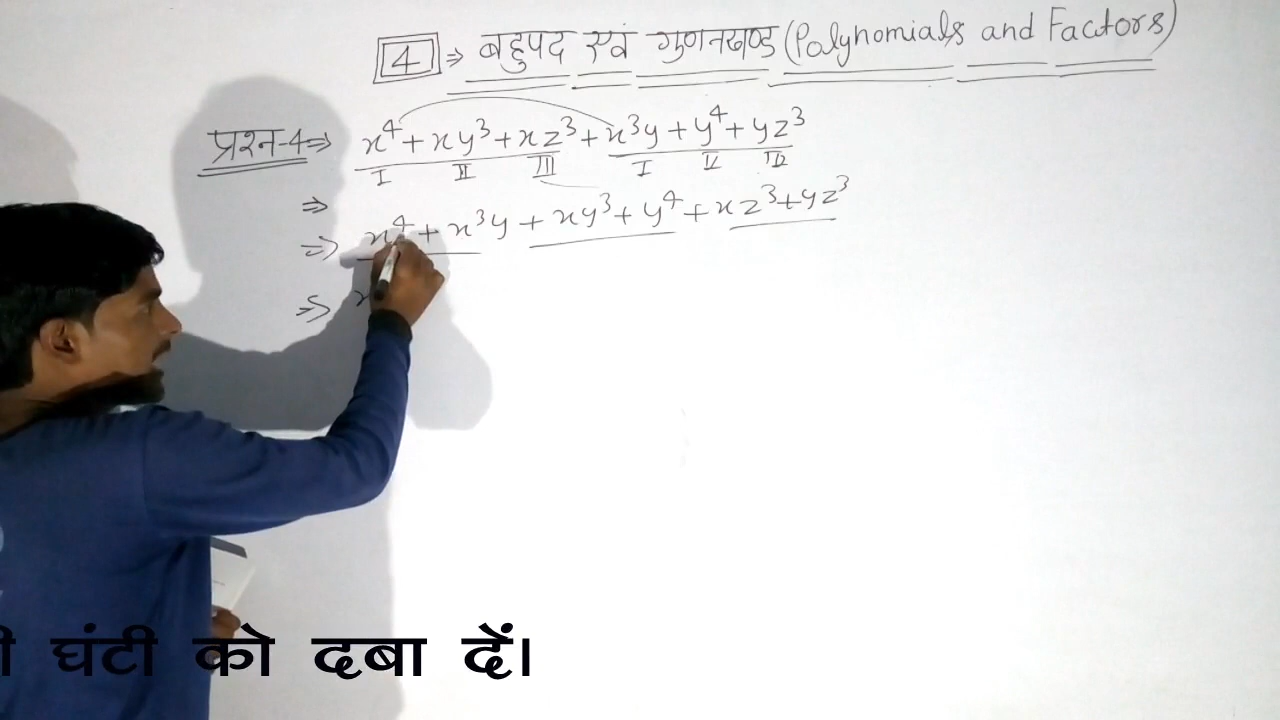 4 ⇒ बहुपद एवं गुणनखण्ड (Polynomials and Factors)
प्रश्न-4 ⇒ x⁴ + xy³ + xz³ + x³y + y⁴ + yz³
I II III I II III
⇒
⇒ x⁴ + x³y + xy³ + y⁴ + xz³ + yz³
⇒ x
घंटी को दबा दें।